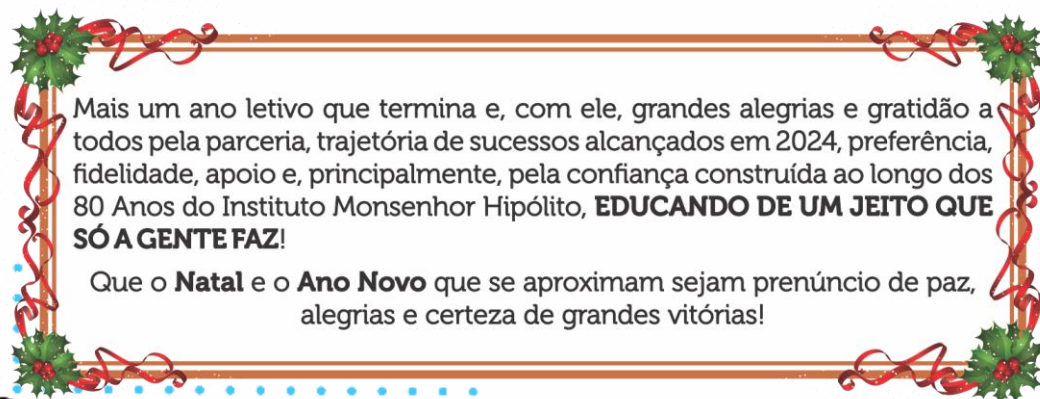 Mais um ano letivo que termina e, com ele, grandes alegrias e gratidão a
todos pela parceria, trajetória de sucessos alcançados em 2024, preferência,
fidelidade, apoio e, principalmente, pela confiança construída ao longo dos
80 Anos do Instituto Monsenhor Hipólito, EDUCANDO DE UM JEITO QUE
SÓ A GENTE FAZ!
Que o Natal e o Ano Novo que se aproximam sejam prenúncio de paz,
alegrias e certeza de grandes vitórias!